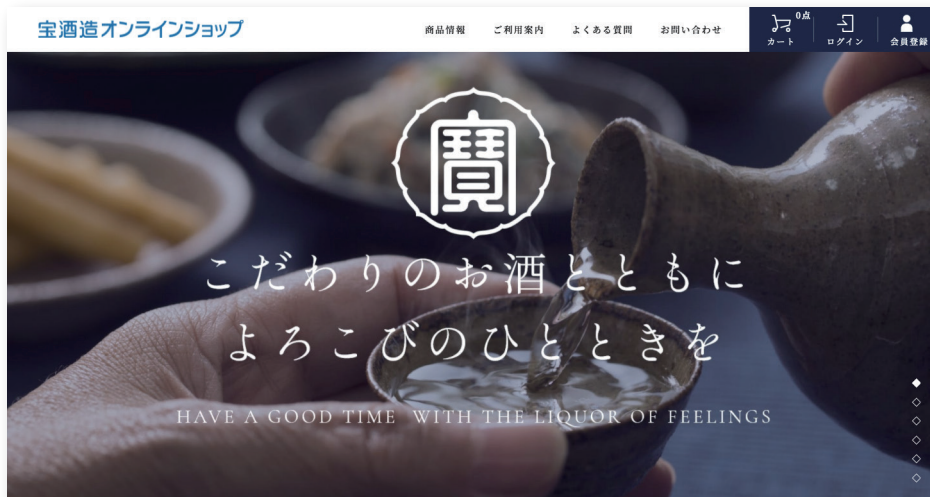 宝酒造オンラインショップ
商品情報 ご利用案内 よくある質問 お問い合わせ
0点
カート ログイン 会員登録
寶
こだわりのお酒とともに
よろこびのひとときを
HAVE A GOOD TIME WITH THE LIQUOR OF FEELINGS